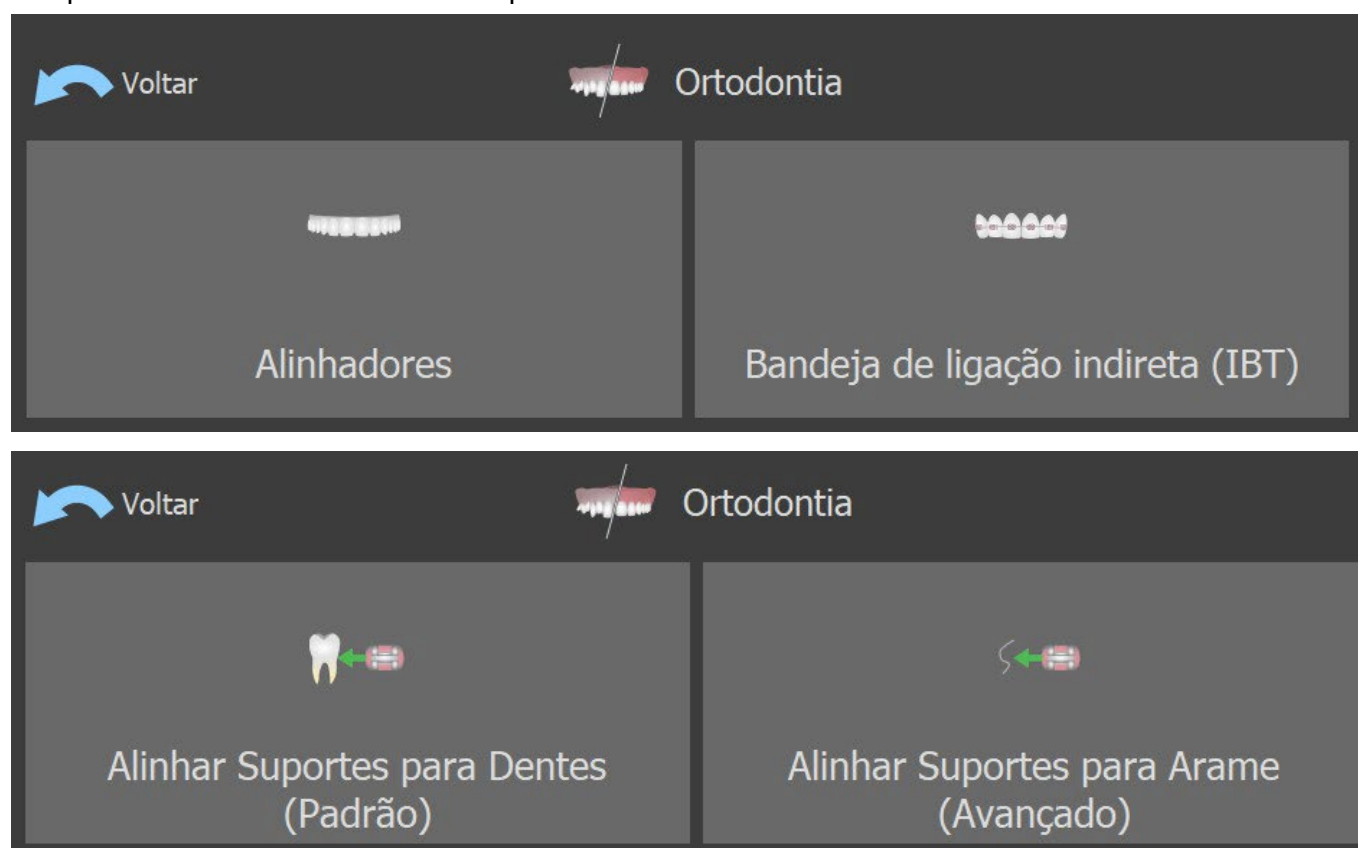 Voltar
Ortodontia
Alinhadores
Bandeja de ligação indireta (IBT)
Voltar
Ortodontia
Alinhar Suportes para Dentes
(Padrão)
Alinhar Suportes para Arame
(Avançado)